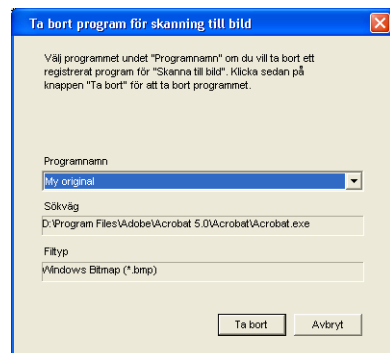 Ta bort program för skanning till bild
Välj programmet undet "Programnamn" om du vill ta bort ett
registrerat program för "Skanna till bild". Klicka sedan på
knappen "Ta bort" för att ta bort programmet.
Programnamn
My original
Sökväg
D:\Program Files\Adobe\Acrobat 5.0\Acrobat\Acrobat.exe
Filtyp
Windows Bitmap (*.bmp)
Ta bort Avbryt